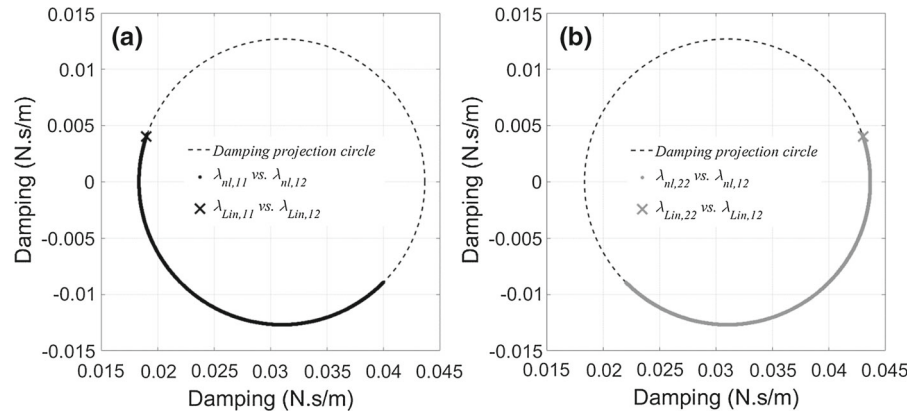 (a)
0.015
0.01
0.005
0
-0.005
-0.01
-0.015
Damping (N.s/m)
0.015 0.02 0.025 0.03 0.035 0.04 0.045
Damping (N.s/m)
Damping projection circle
λnl,11 vs. λnl,12
λLin,11 vs. λLin,12
(b)
0.015
0.01
0.005
0
-0.005
-0.01
-0.015
Damping (N.s/m)
0.015 0.02 0.025 0.03 0.035 0.04 0.045
Damping (N.s/m)
Damping projection circle
λnl,22 vs. λnl,12
λLin,22 vs. λLin,12